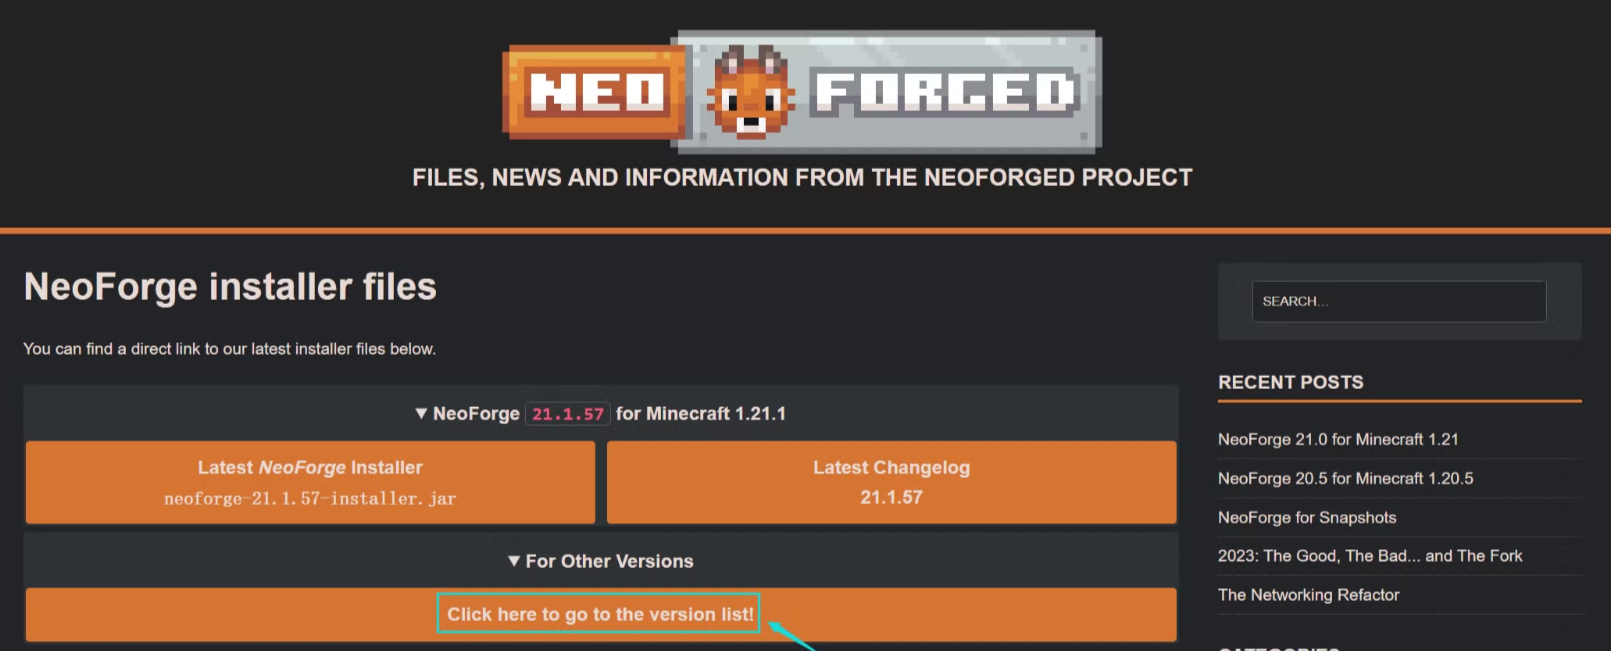 NEO FORGED
FILES, NEWS AND INFORMATION FROM THE NEOFORGED PROJECT
NeoForge installer files
You can find a direct link to our latest installer files below.
▼ NeoForge 21.1.57 for Minecraft 1.21.1
Latest NeoForge Installer
neoforge-21.1.57-installer.jar
Latest Changelog
21.1.57
▼ For Other Versions
Click here to go to the version list!
SEARCH...
RECENT POSTS
NeoForge 21.0 for Minecraft 1.21
NeoForge 20.5 for Minecraft 1.20.5
NeoForge for Snapshots
2023: The Good, The Bad... and The Fork
The Networking Refactor
CATEGORIES